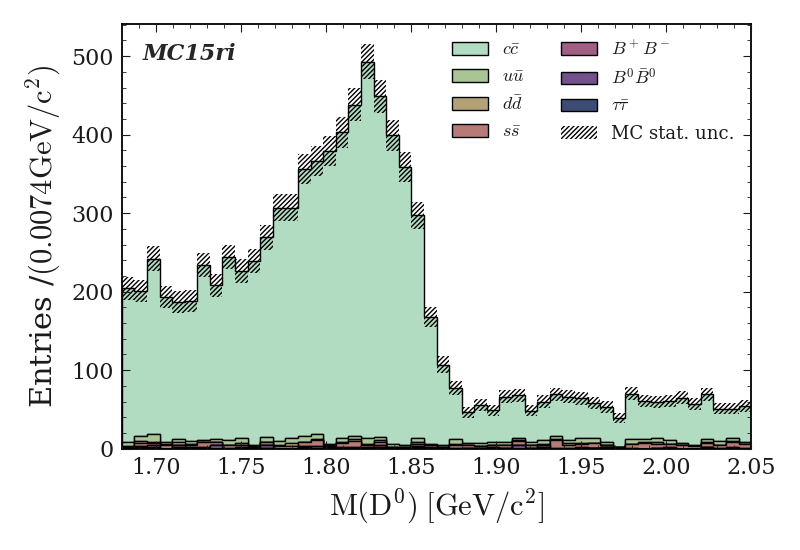 MC15ri
cc̄
uū
dd̄
ss̄
B⁺B⁻
B⁰B̄⁰
ττ̄
MC stat. unc.
Entries /(0.0074GeV/c²)
500
400
300
200
100
0
1.70 1.75 1.80 1.85 1.90 1.95 2.00 2.05
M(D⁰) [GeV/c²]